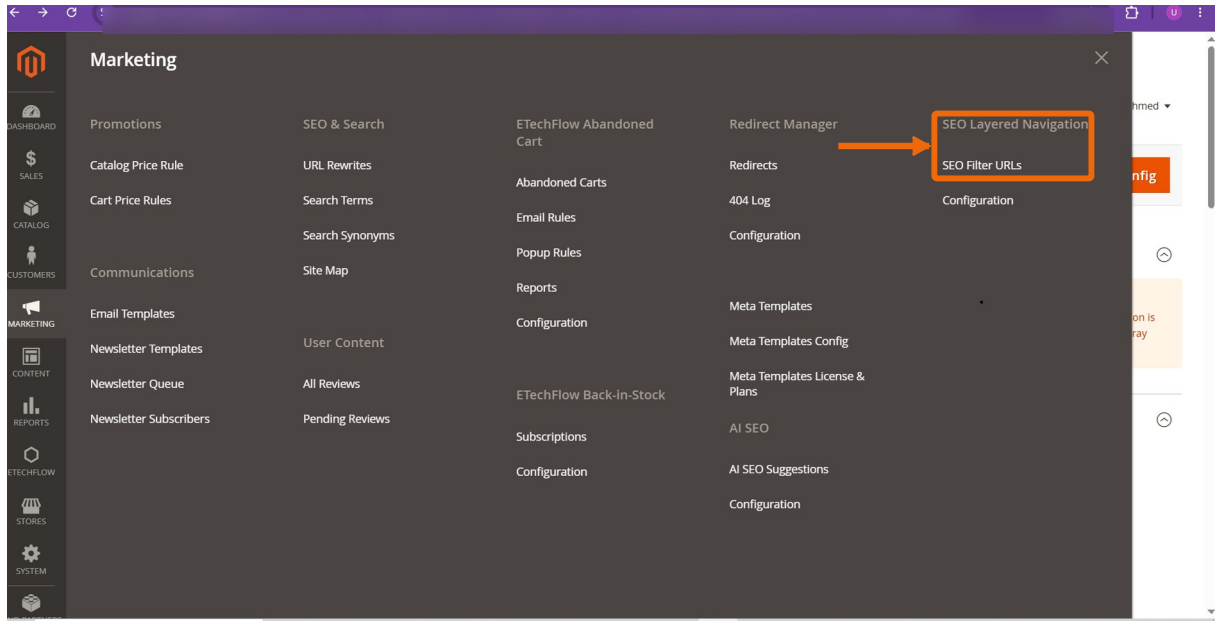 U
Marketing
hmed
DASHBOARD
SALES
CATALOG
CUSTOMERS
MARKETING
CONTENT
REPORTS
ETECHFLOW
STORES
SYSTEM
Promotions
Catalog Price Rule
Cart Price Rules
Communications
Email Templates
Newsletter Templates
Newsletter Queue
Newsletter Subscribers
SEO & Search
URL Rewrites
Search Terms
Search Synonyms
Site Map
User Content
All Reviews
Pending Reviews
ETechFlow Abandoned
Cart
Abandoned Carts
Email Rules
Popup Rules
Reports
Configuration
ETechFlow Back-in-Stock
Subscriptions
Configuration
Redirect Manager
Redirects
404 Log
Configuration
Meta Templates
Meta Templates Config
Meta Templates License &
Plans
AI SEO
AI SEO Suggestions
Configuration
SEO Layered Navigation
SEO Filter URLs
Configuration
nfig
on is
ray